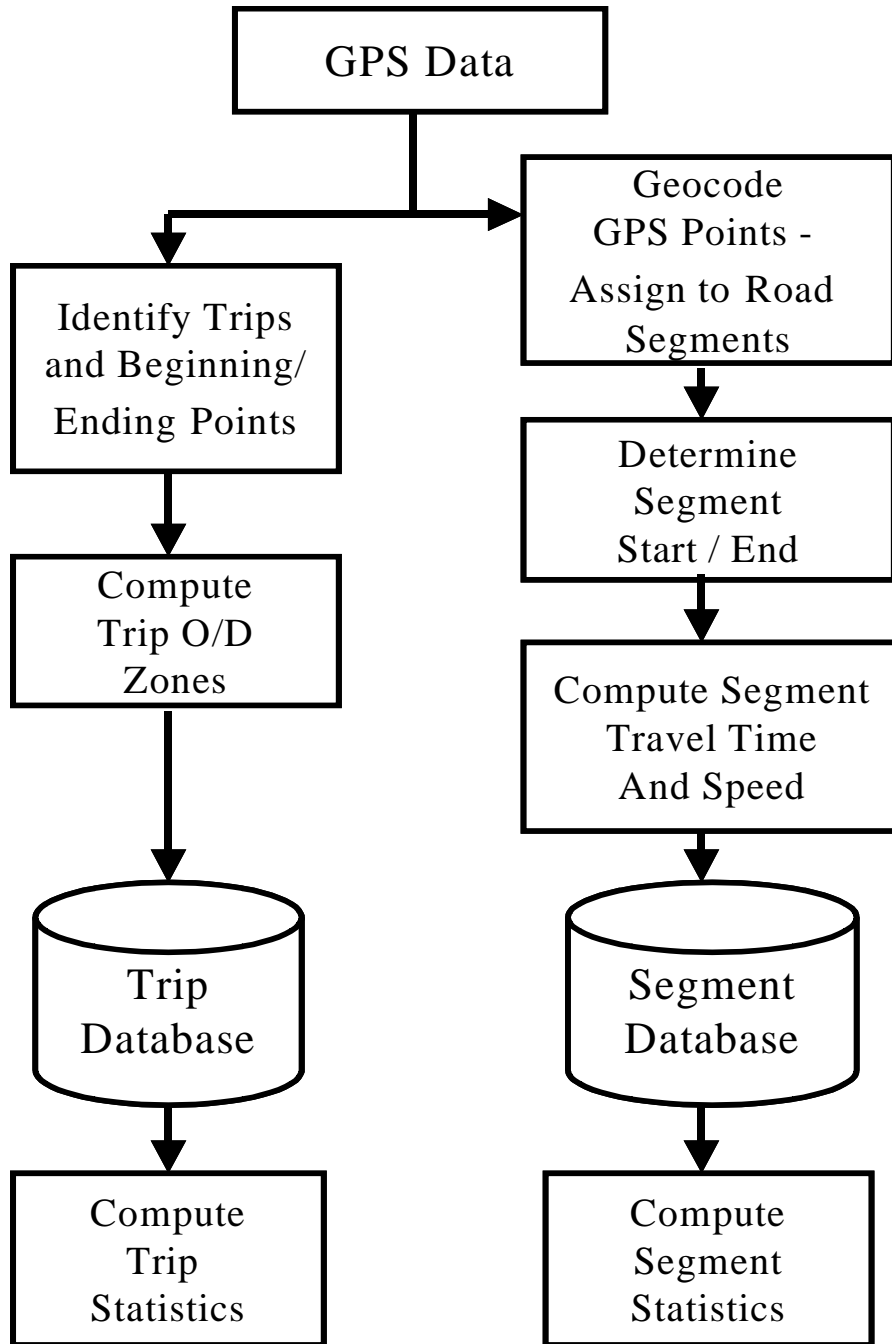 GPS Data
Identify Trips
and Beginning/
Ending Points
Compute
Trip O/D
Zones
Trip
Database
Compute
Trip
Statistics
Geocode
GPS Points -
Assign to Road
Segments
Determine
Segment
Start / End
Compute Segment
Travel Time
And Speed
Segment
Database
Compute
Segment
Statistics